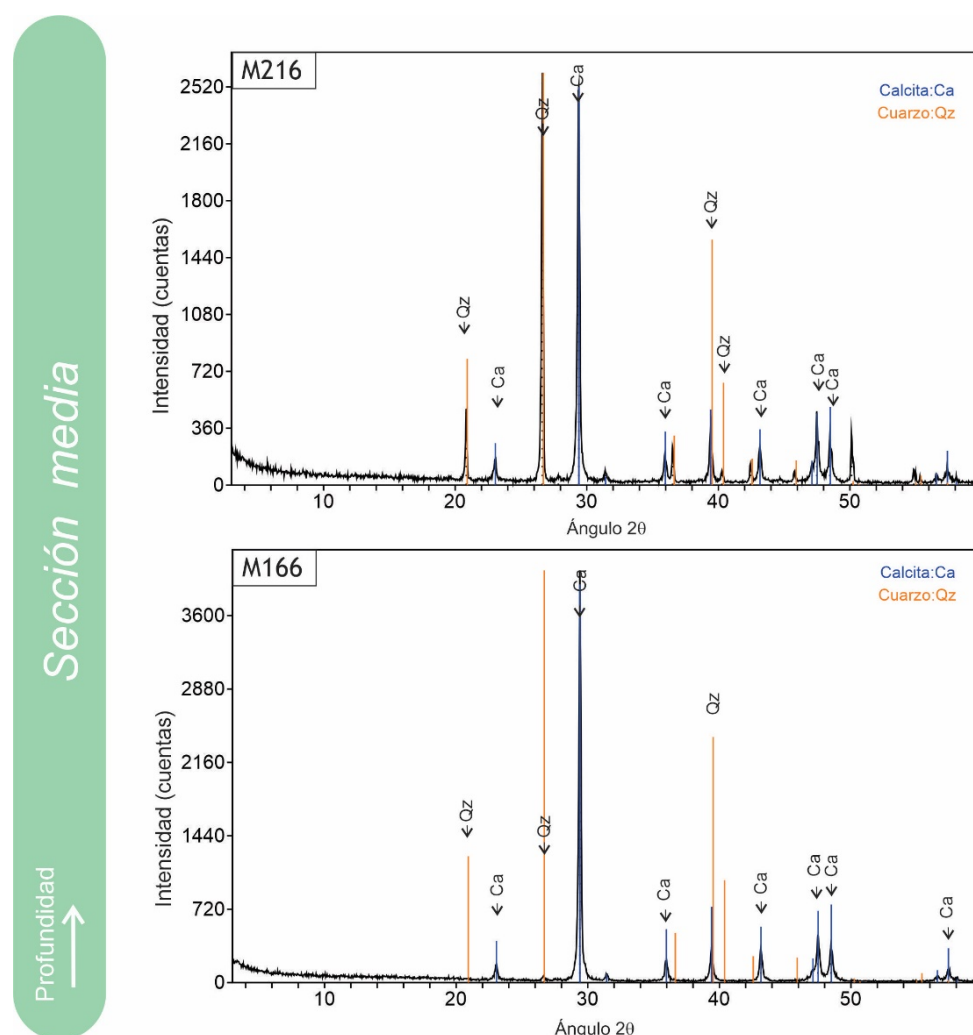 Sección media
Profundidad
M216
Calcita:Ca
Cuarzo:Qz
Intensidad (cuentas)
2520
2160
1800
1440
1080
720
360
0
Qz
Ca
Qz
Ca
Ca
Qz
Qz
Ca
Ca
Ca
10
20
30
40
50
Ángulo 2θ
M166
Calcita:Ca
Cuarzo:Qz
Intensidad (cuentas)
3600
2880
2160
1440
720
0
Qz
Ca
Qz
Ca
Ca
Qz
Ca
Ca
Ca
Ca
10
20
30
40
50
Ángulo 2θ